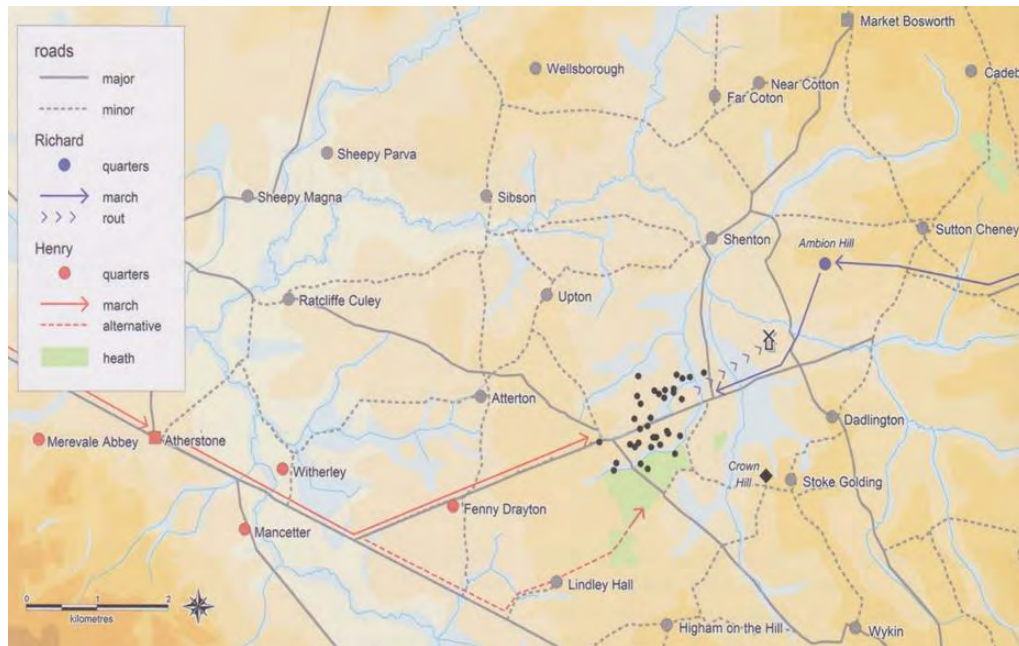 roads
major
minor
Richard
quarters
march
rout
Henry
quarters
march
alternative
heath
Market Bosworth
Wellsborough
Near Cotton
Cadeb
Far Coton
Sheepy Parva
Sheepy Magna
Sibson
Shenton
Sutton Cheney
Ambion Hill
Ratcliffe Culey
Upton
Atterton
Dadlington
Merevale Abbey
Atherstone
Witherley
Crown
Hill
Stoke Golding
Fenny Drayton
Mancetter
Lindley Hall
0 1 2
kilometres
Higham on the Hill
Wykin